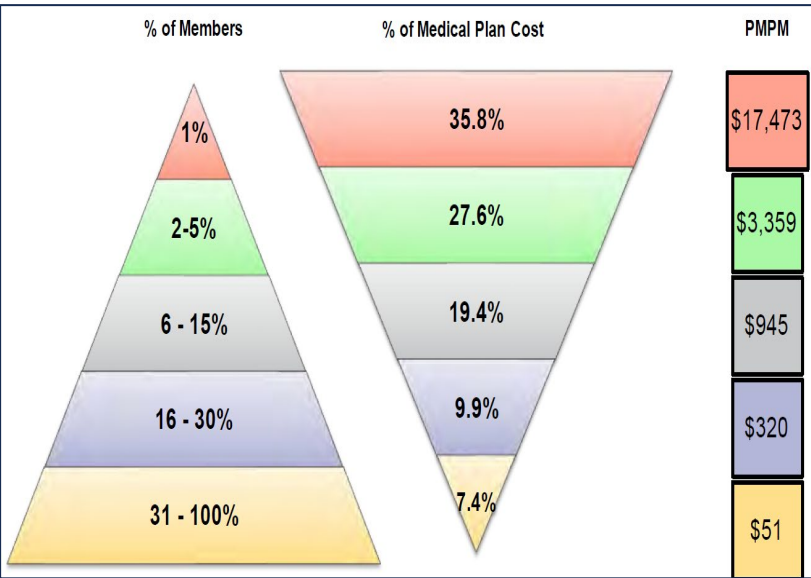 % of Members % of Medical Plan Cost PMPM
1% 35.8% $17,473
2-5% 27.6% $3,359
6 - 15% 19.4% $945
16 - 30% 9.9% $320
31 - 100% 7.4% $51